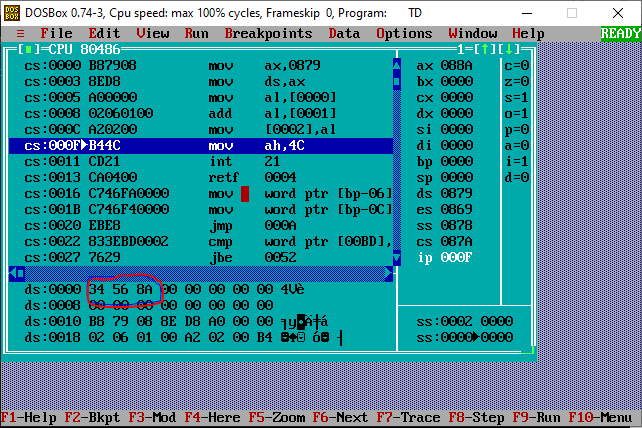 DOSBox 0.74-3, Cpu speed: max 100% cycles, Frameskip 0, Program: TD
≡ File Edit View Run Breakpoints Data Options Window Help READY
[■]CPU 80486 1=[↑][↓]
cs:0000 B87908 mov ax,0879
cs:0003 8ED8 mov ds,ax
cs:0005 A00000 mov al,[0000]
cs:0008 02060100 add al,[0001]
cs:000C A20200 mov [0002],al
cs:000F►B44C mov ah,4C
cs:0011 CD21 int 21
cs:0013 CA0400 retf 0004
cs:0016 C746FA0000 mov word ptr [bp-06]
cs:001B C746F40000 mov word ptr [bp-0C]
cs:0020 EBE8 jmp 000A
cs:0022 833EBD0002 cmp word ptr [00BD],
cs:0027 7629 jbe 0052
ax 088A c=0
bx 0000 z=0
cx 0000 s=1
dx 0000 o=1
si 0000 p=0
di 0000 a=0
bp 0000 i=1
sp 0000 d=0
ds 0879
es 0869
ss 0878
cs 087A
ip 000F
ds:0000 34 56 8A 00 00 00 00 00 4Vè
ds:0008 00 00 00 00 00 00 00 00
ds:0010 B8 79 08 8E D8 A0 00 00 ╕y◘Ä╪á
ds:0018 02 06 01 00 A2 02 00 B4 ☻♠☺ ó☻ ┤
ss:0002 0000
ss:0000►0000
F1-Help F2-Bkpt F3-Mod F4-Here F5-Zoom F6-Next F7-Trace F8-Step F9-Run F10-Menu